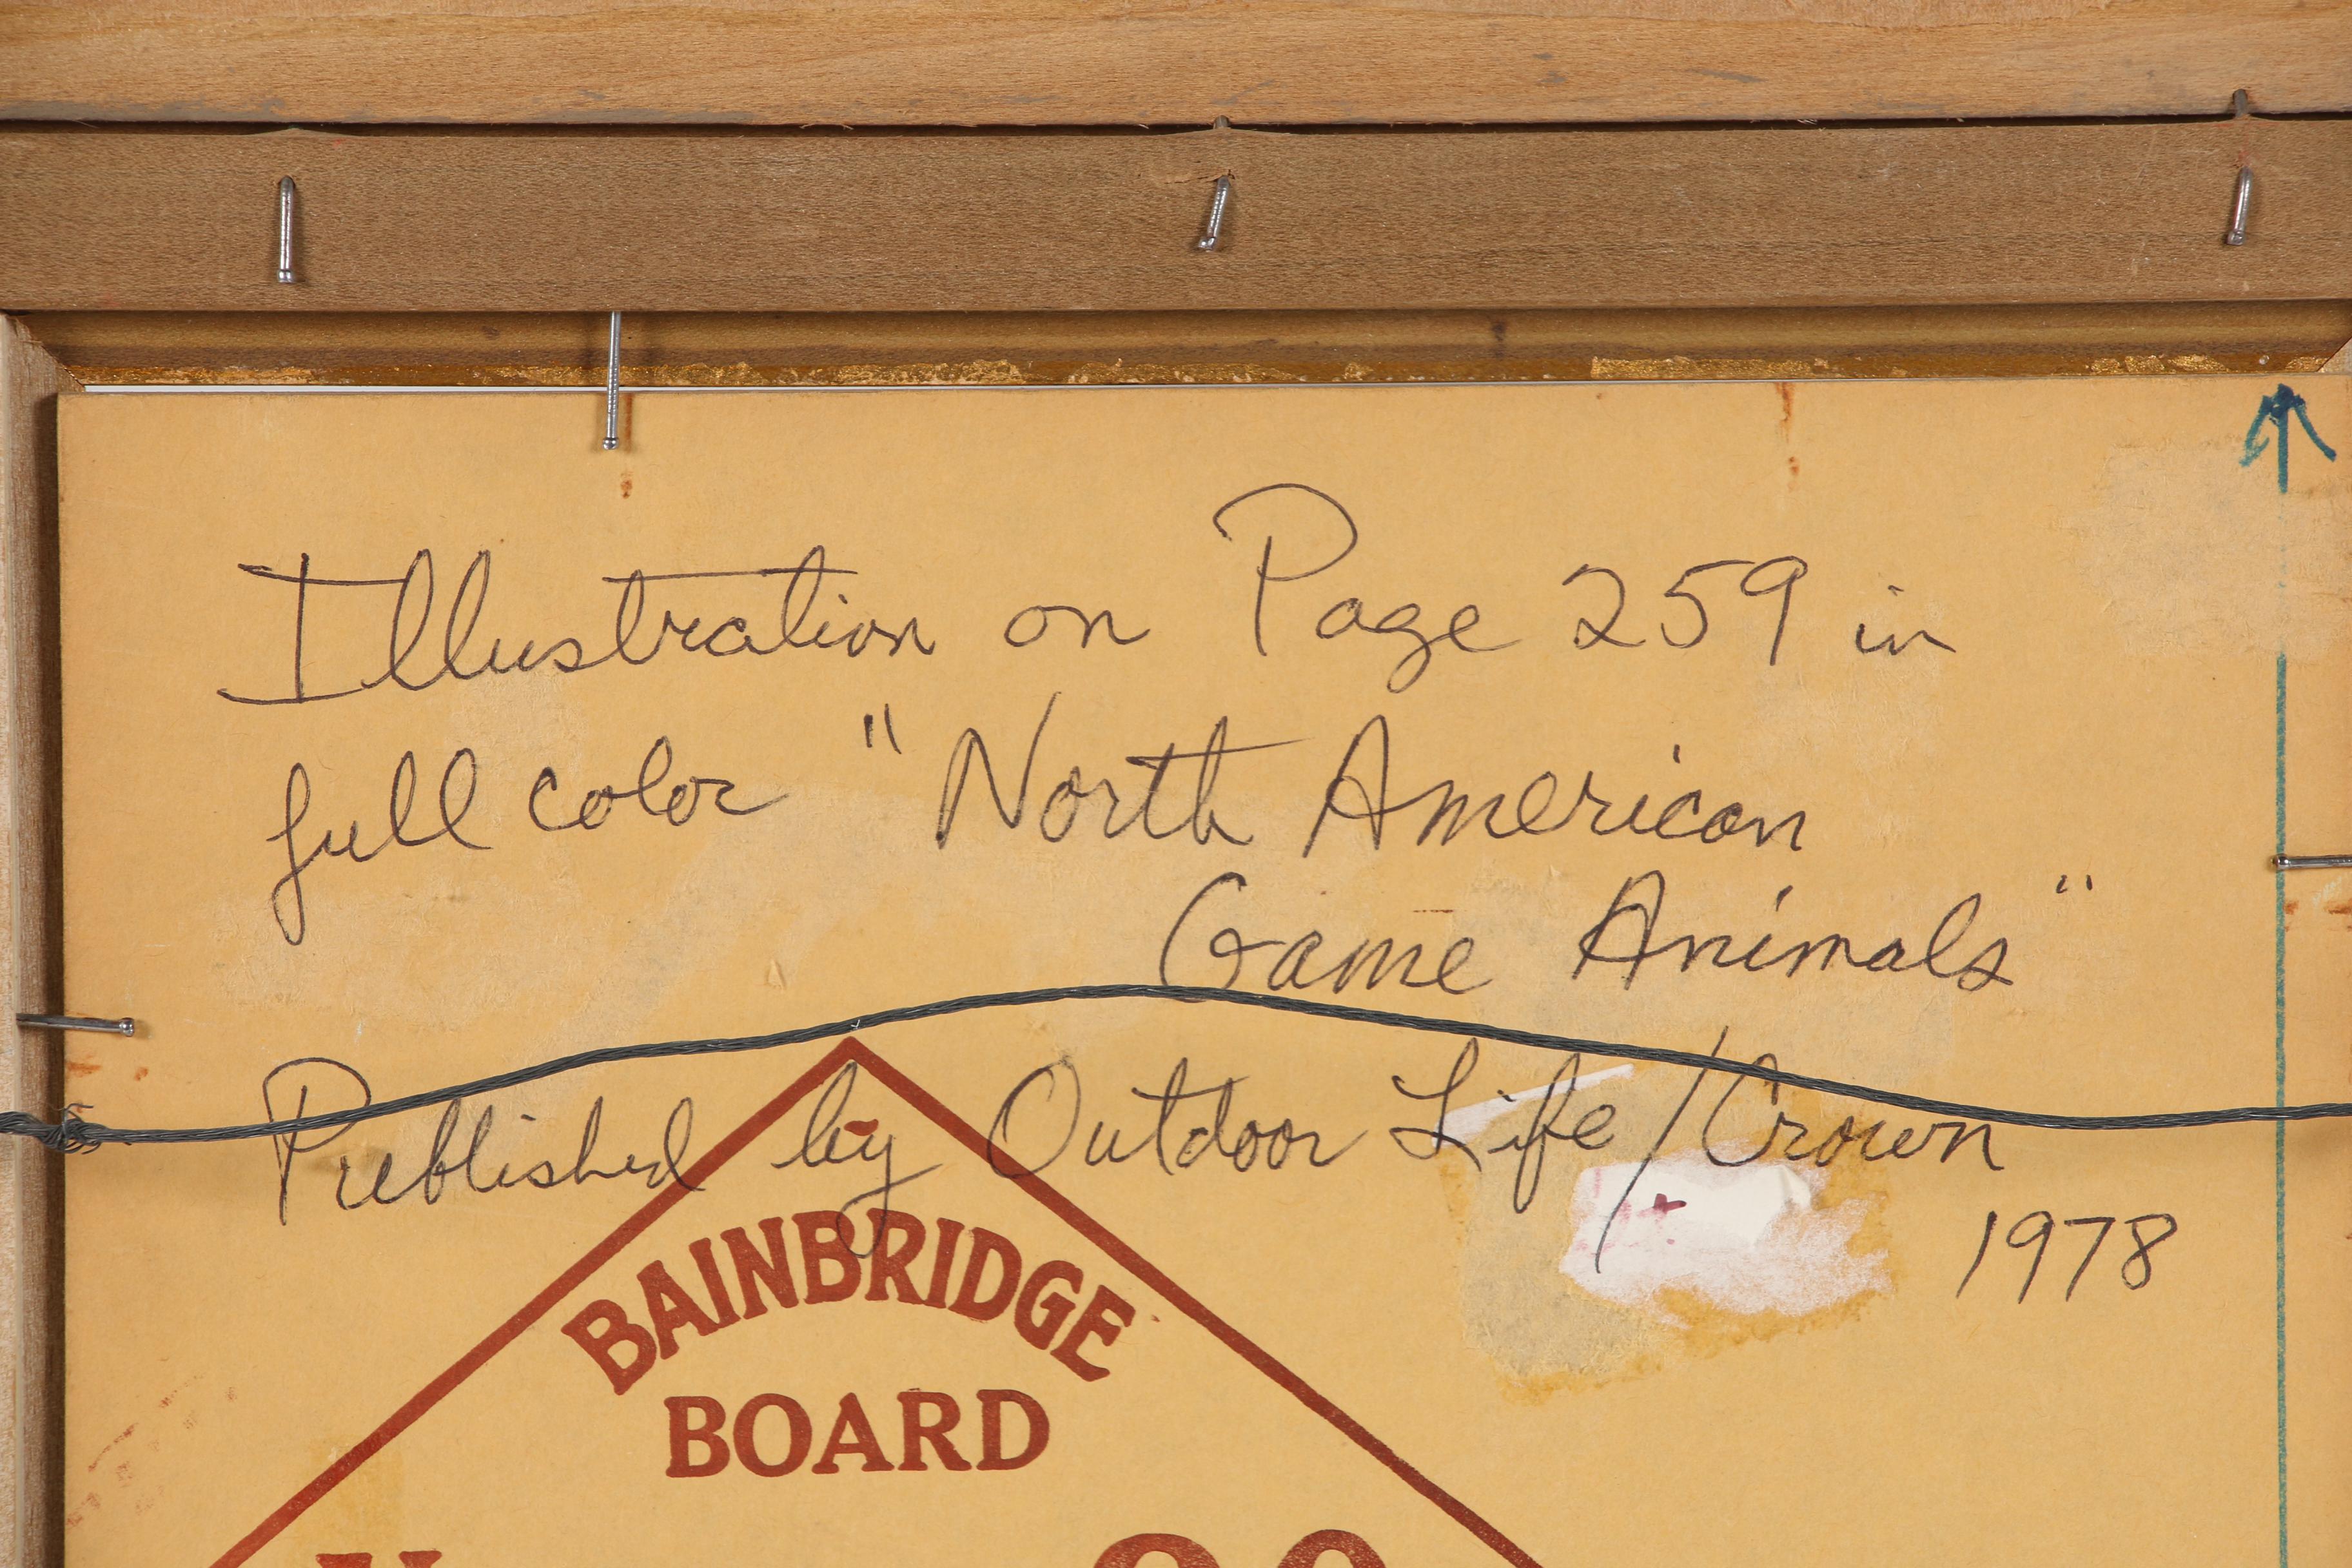 Illustration on Page 259 in
full color "North American
Game Animals"
Published by Outdoor Life/Crown
1978
BAINBRIDGE
BOARD